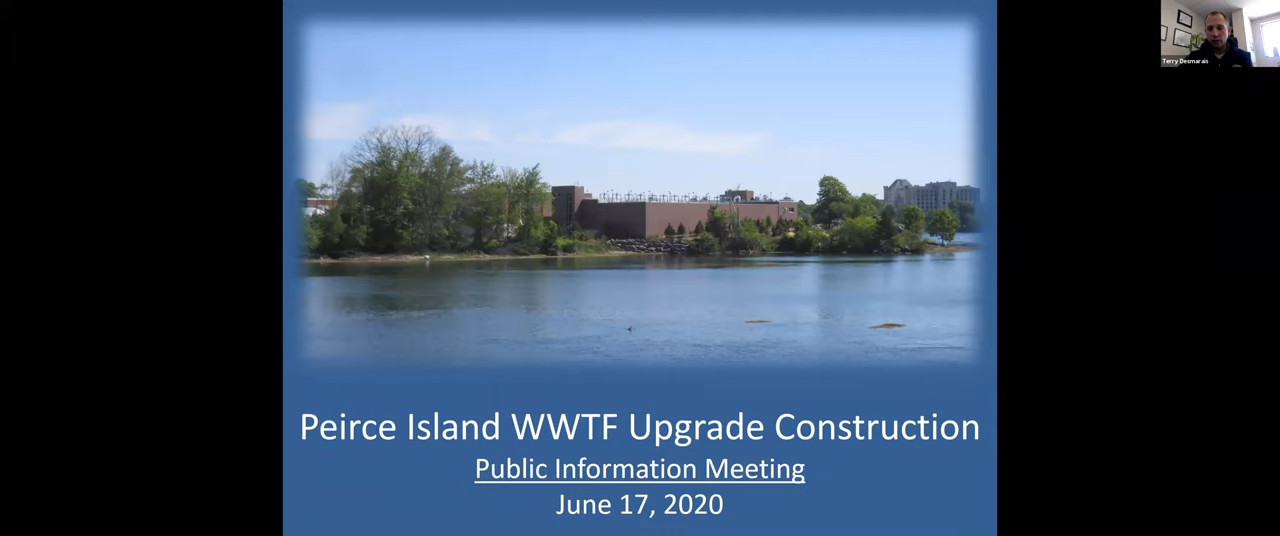 Terry Desmarais
Peirce Island WWTF Upgrade Construction
Public Information Meeting
June 17, 2020